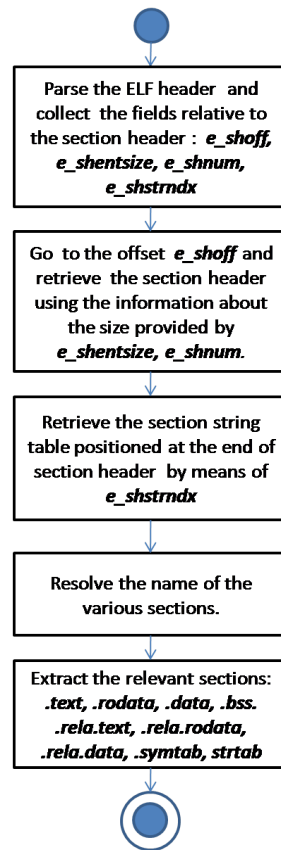 Parse the ELF header and
collect the fields relative to
the section header : e_shoff,
e_shentsize, e_shnum,
e_shstrndx
Go to the offset e_shoff and
retrieve the section header
using the information about
the size provided by
e_shentsize, e_shnum.
Retrieve the section string
table positioned at the end of
section header by means of
e_shstrndx
Resolve the name of the
various sections.
Extract the relevant sections:
.text, .rodata, .data, .bss.
.rela.text, .rela.rodata,
.rela.data, .symtab, strtab